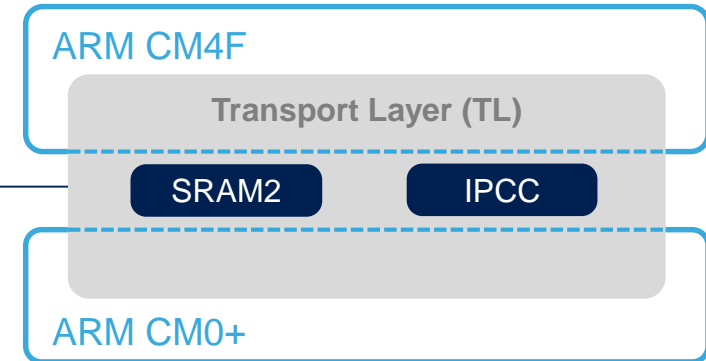 ARM CM4F
Transport Layer (TL)
SRAM2 IPCC
ARM CM0+